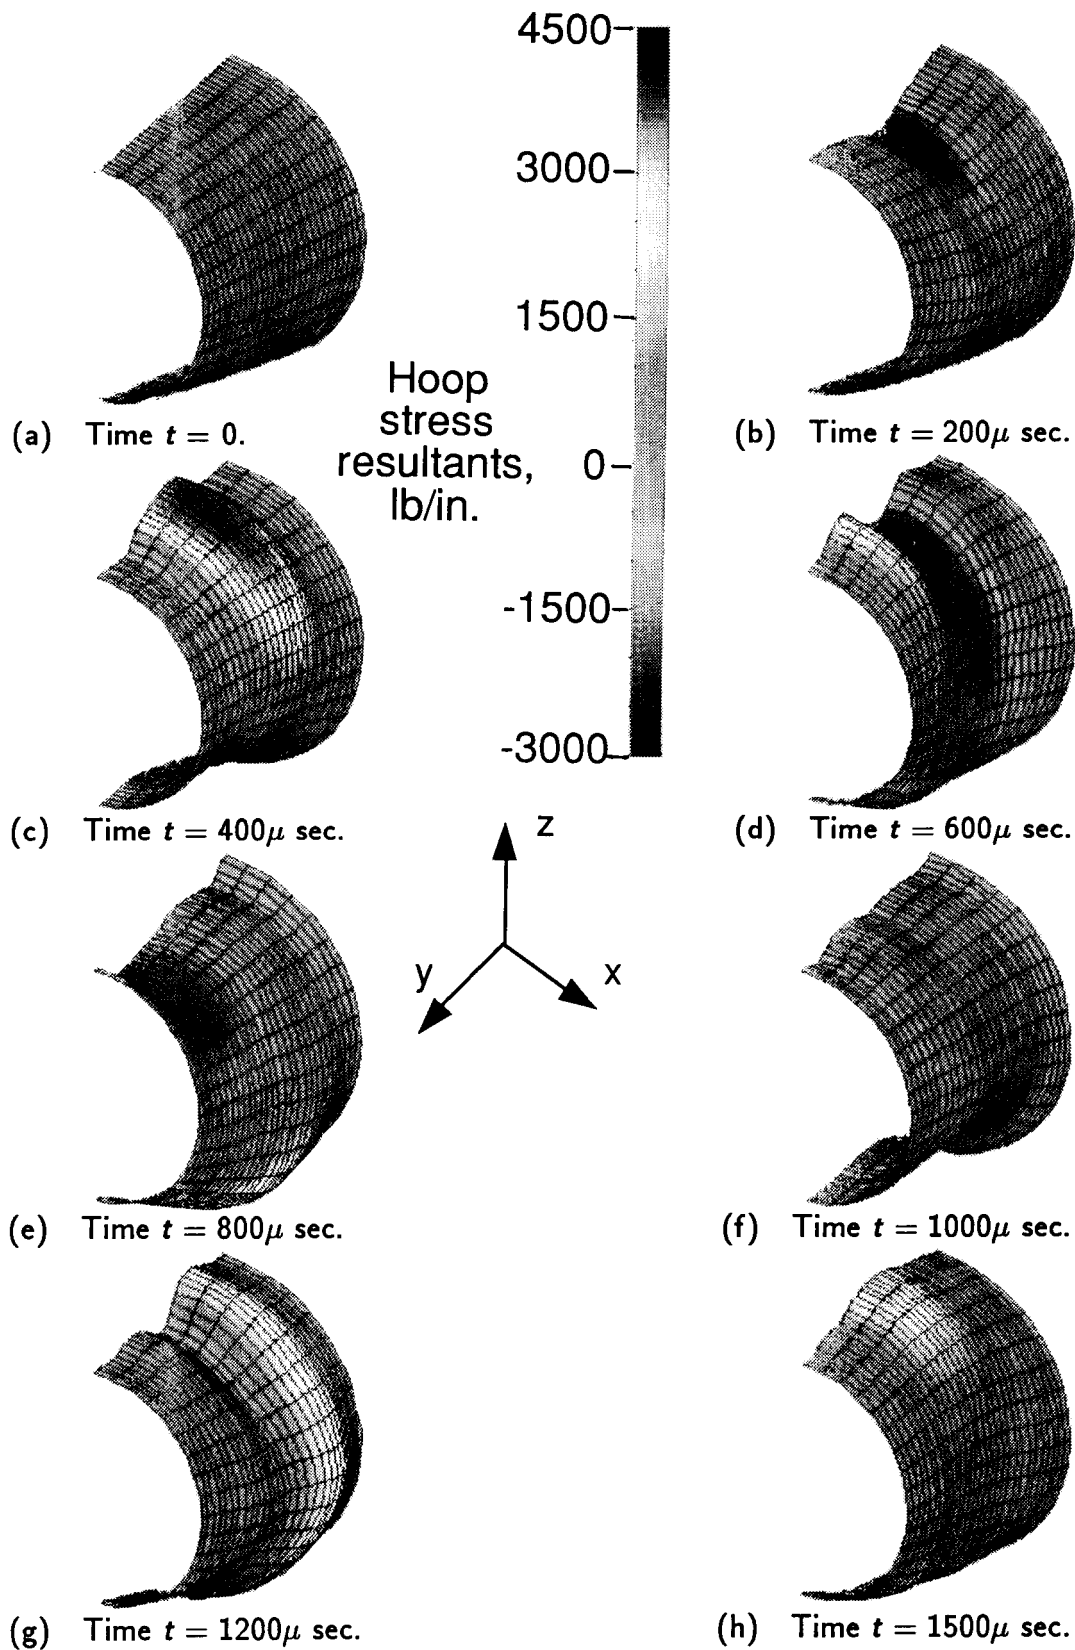 4500
3000
1500
0
-1500
-3000
Hoop
stress
resultants,
lb/in.
(a) Time t = 0.
(b) Time t = 200μ sec.
(c) Time t = 400μ sec.
(d) Time t = 600μ sec.
z
y
x
(e) Time t = 800μ sec.
(f) Time t = 1000μ sec.
(g) Time t = 1200μ sec.
(h) Time t = 1500μ sec.